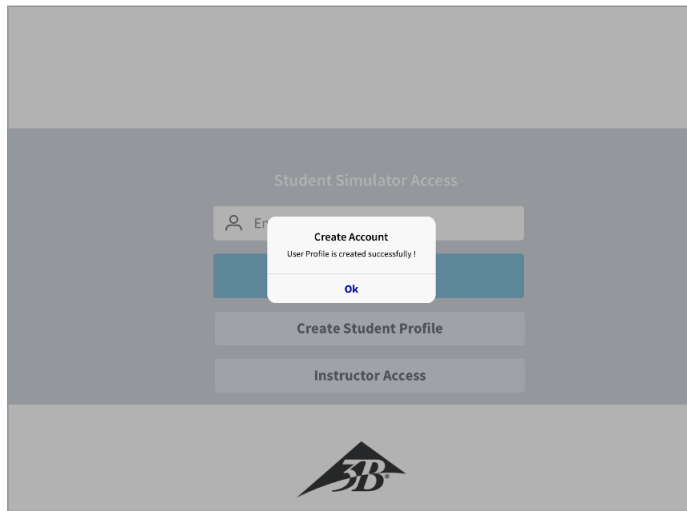 Student Simulator Access
Create Account
User Profile is created successfully !
Ok
Create Student Profile
Instructor Access
3B®